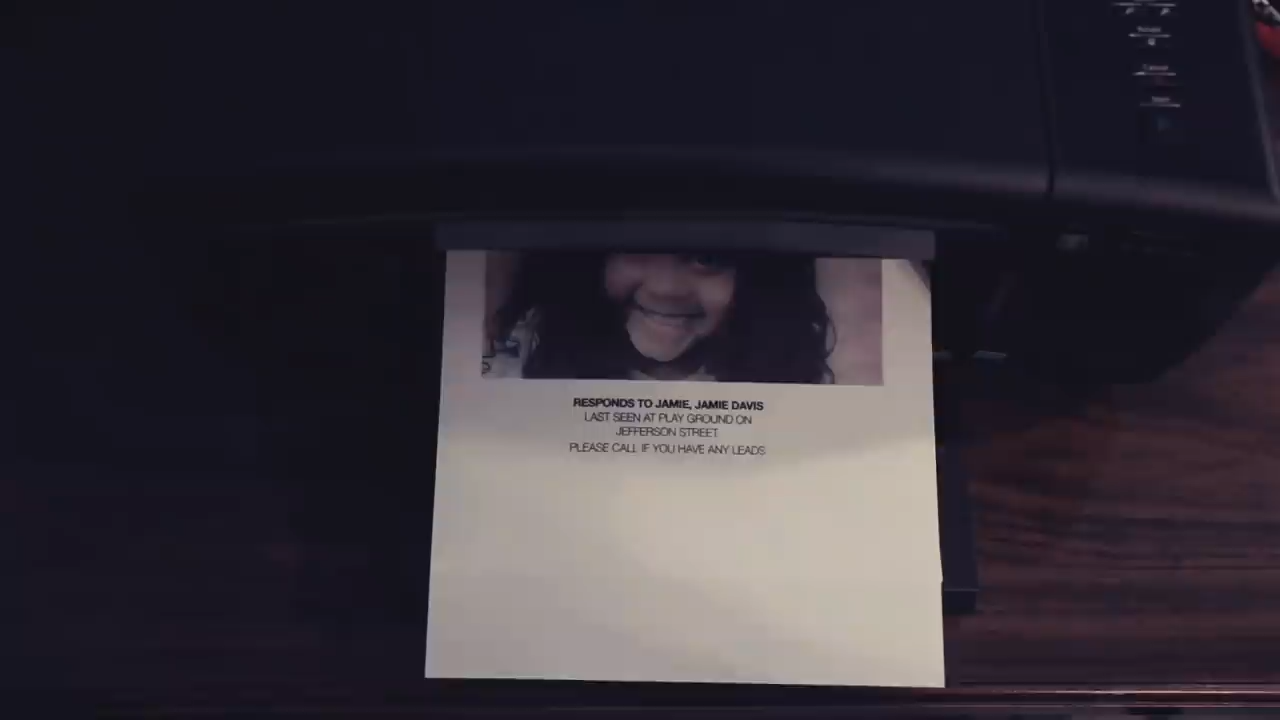 RESPONDS TO JAMIE, JAMIE DAVIS
LAST SEEN AT PLAY GROUND ON
JEFFERSON STREET
PLEASE CALL IF YOU HAVE ANY LEADS